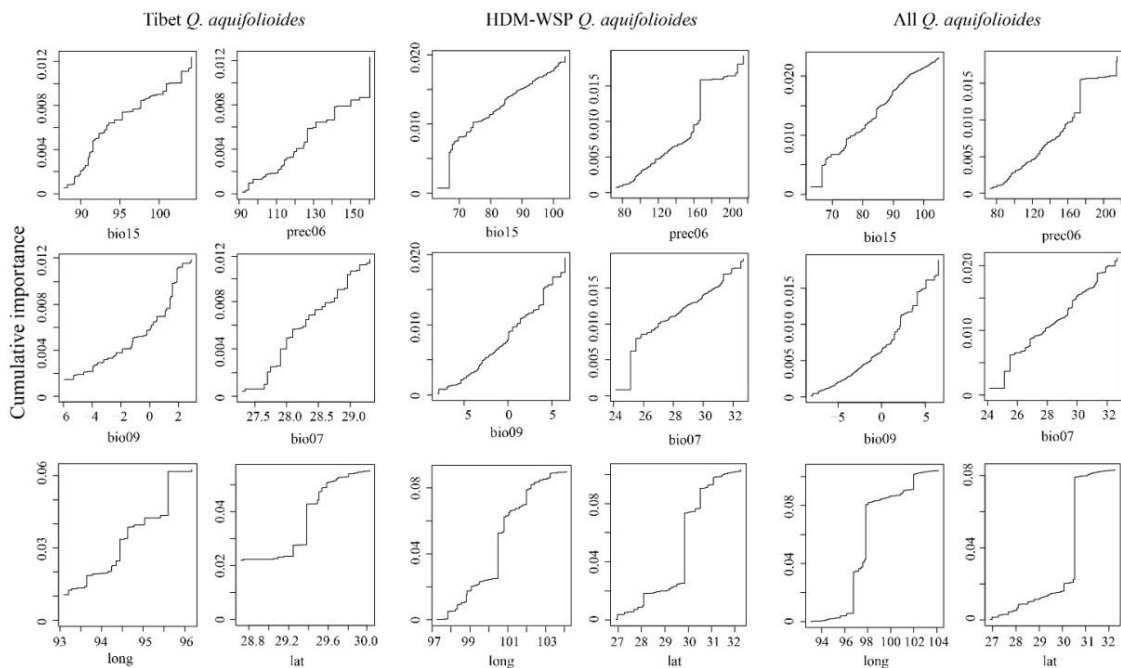 Tibet Q. aquifolioides
HDM-WSP Q. aquifolioides
All Q. aquifolioides
Cumulative importance
0 0.004 0.008 0.012
90 95 100
bio15
0 0.004 0.008 0.012
90 110 130 150
prec06
0 0.010 0.020
70 80 90 100
bio15
0 0.005 0.010 0.015
80 120 160 200
prec06
0 0.010 0.020
70 80 90 100
bio15
0 0.005 0.010 0.015
80 120 160 200
prec06
0 0.004 0.008 0.012
6 -4 -2 0 2
bio09
0 0.004 0.008 0.012
27.5 28.0 28.5 29.0
bio07
0 0.010 0.020
5 0 5
bio09
0 0.005 0.010 0.015
24 26 28 30 32
bio07
0 0.005 0.010 0.015
−5 0 5
bio09
0 0.010 0.020
24 26 28 30 32
bio07
0 0.03 0.06
93 94 95 96
long
0 0.02 0.04
28.8 29.2 29.6 30.0
lat
0 0.04 0.08
97 99 101 103
long
0 0.04 0.08
27 28 29 30 31 32
lat
0 0.04 0.08
94 96 98 102 104
long
0 0.04 0.08
27 28 29 30 31 32
lat